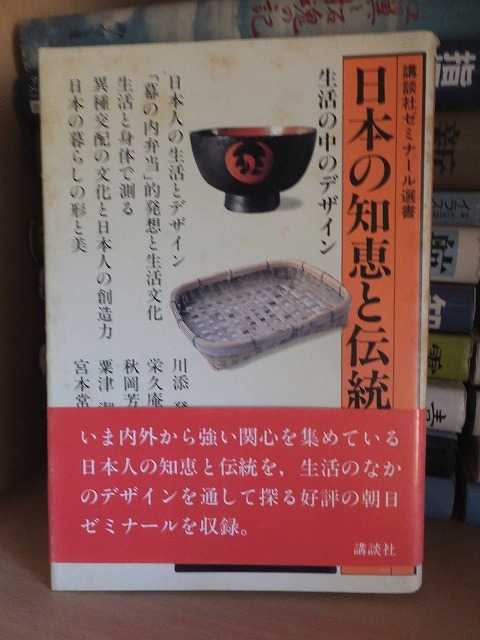 講談社ゼミナール選書
日本の知恵と伝統
生活の中のデザイン
日本人の生活とデザイン 川添
「幕の内弁当」的発想と生活文化 栄久庵
生活と身体で測る 秋岡芳
異種交配の文化と日本人の創造力 粟津
日本の暮らしの形と美 宮本常
いま内外から強い関心を集めている
日本人の知恵と伝統を、生活のなか
のデザインを通して探る好評の朝日
ゼミナールを収録。
講談社